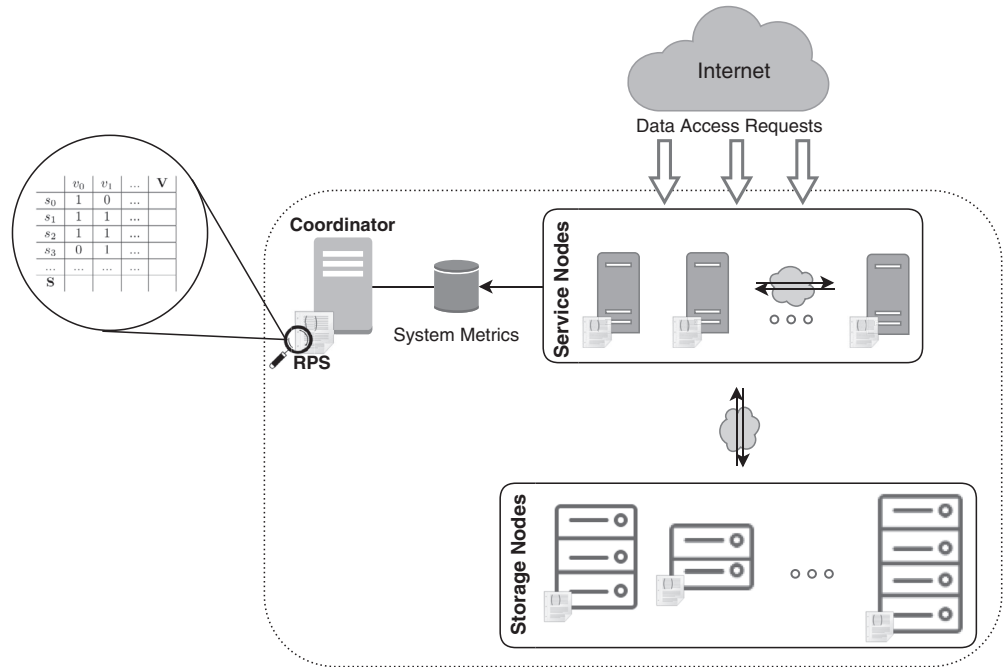 Internet
Data Access Requests
v0 v1 ... V
s0 1 0 ...
s1 1 1 ...
s2 1 1 ...
s3 0 1 ...
... ... ...
S
Coordinator
RPS
System Metrics
Service Nodes
Storage Nodes